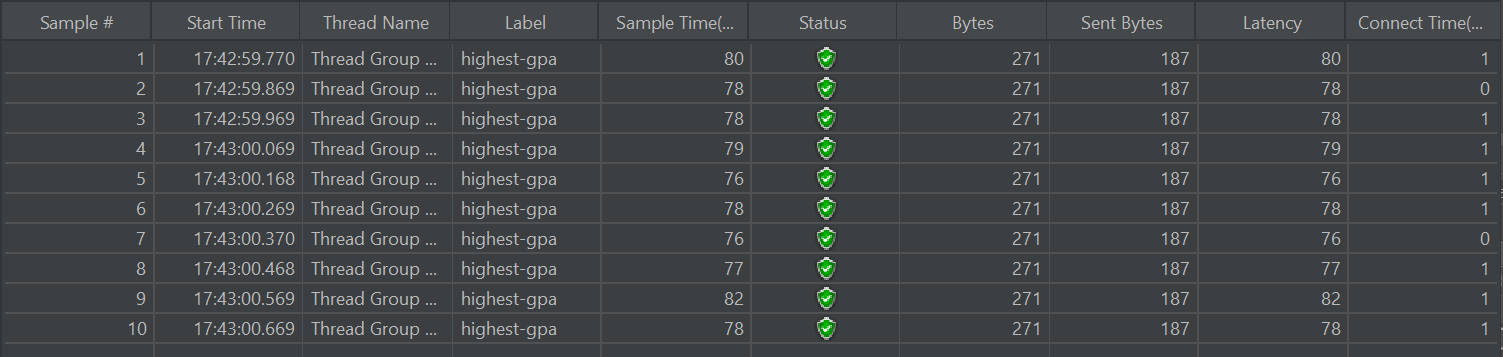 Sample # Start Time Thread Name Label Sample Time(... Status Bytes Sent Bytes Latency Connect Time(...
1 17:42:59.770 Thread Group ... highest-gpa 80 271 187 80 1
2 17:42:59.869 Thread Group ... highest-gpa 78 271 187 78 0
3 17:42:59.969 Thread Group ... highest-gpa 78 271 187 78 1
4 17:43:00.069 Thread Group ... highest-gpa 79 271 187 79 1
5 17:43:00.168 Thread Group ... highest-gpa 76 271 187 76 1
6 17:43:00.269 Thread Group ... highest-gpa 78 271 187 78 1
7 17:43:00.370 Thread Group ... highest-gpa 76 271 187 76 0
8 17:43:00.468 Thread Group ... highest-gpa 77 271 187 77 1
9 17:43:00.569 Thread Group ... highest-gpa 82 271 187 82 1
10 17:43:00.669 Thread Group ... highest-gpa 78 271 187 78 1